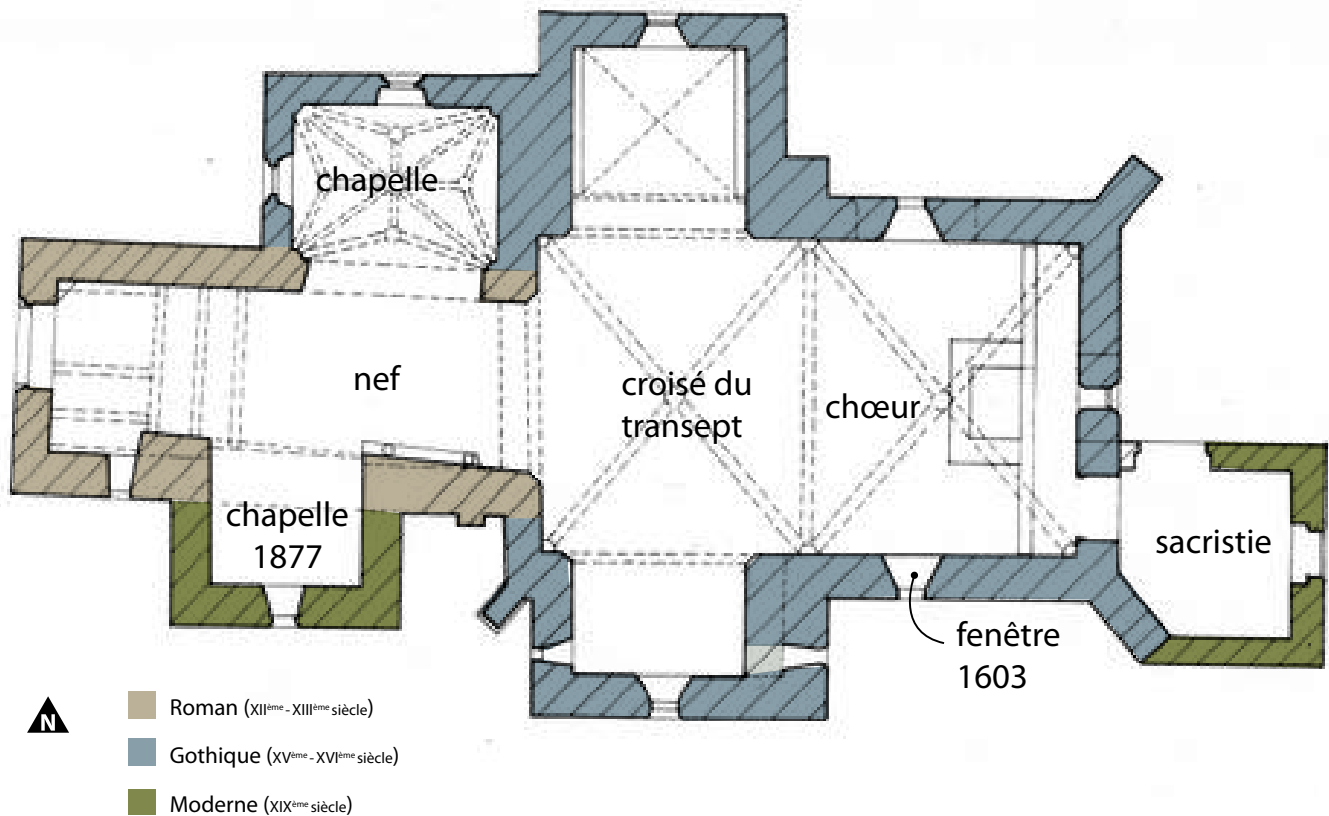 chapelle
nef
croisé du
transept
chœur
chapelle
1877
sacristie
fenêtre
1603
N
Roman (XIIème-XIIIème siècle)
Gothique (XVème-XVIème siècle)
Moderne (XIXème siècle)